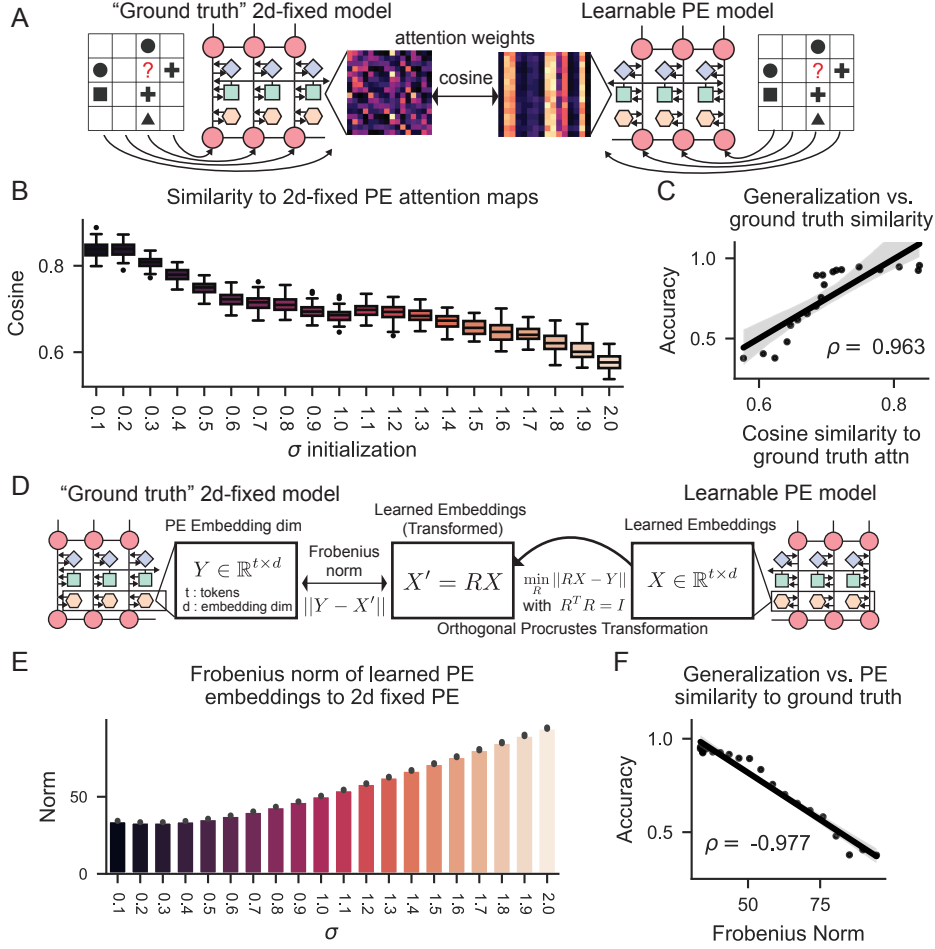 A
“Ground truth” 2d-fixed model
Learnable PE model
attention weights
cosine
?
?
B
Similarity to 2d-fixed PE attention maps
Cosine
0.8
0.6
0.1
0.2
0.3
0.4
0.5
0.6
0.7
0.8
0.9
1.0
1.1
1.2
1.3
1.4
1.5
1.6
1.7
1.8
1.9
2.0
σ initialization
C
Generalization vs.
ground truth similarity
Accuracy
1.0
0.5
ρ = 0.963
0.6
0.8
Cosine similarity to
ground truth attn
D
“Ground truth” 2d-fixed model
Learnable PE model
PE Embedding dim
Y ∈ ℝ^{t×d}
t : tokens
d : embedding dim
Frobenius
norm
||Y − X′||
Learned Embeddings
(Transformed)
X′ = RX
min_R ||RX − Y||
with R^T R = I
Orthogonal Procrustes Transformation
Learned Embeddings
X ∈ ℝ^{t×d}
E
Frobenius norm of learned PE
embeddings to 2d fixed PE
Norm
50
0
0.1
0.2
0.3
0.4
0.5
0.6
0.7
0.8
0.9
1.0
1.1
1.2
1.3
1.4
1.5
1.6
1.7
1.8
1.9
2.0
σ
F
Generalization vs. PE
similarity to ground truth
Accuracy
1.0
0.5
ρ = -0.977
50
75
Frobenius Norm